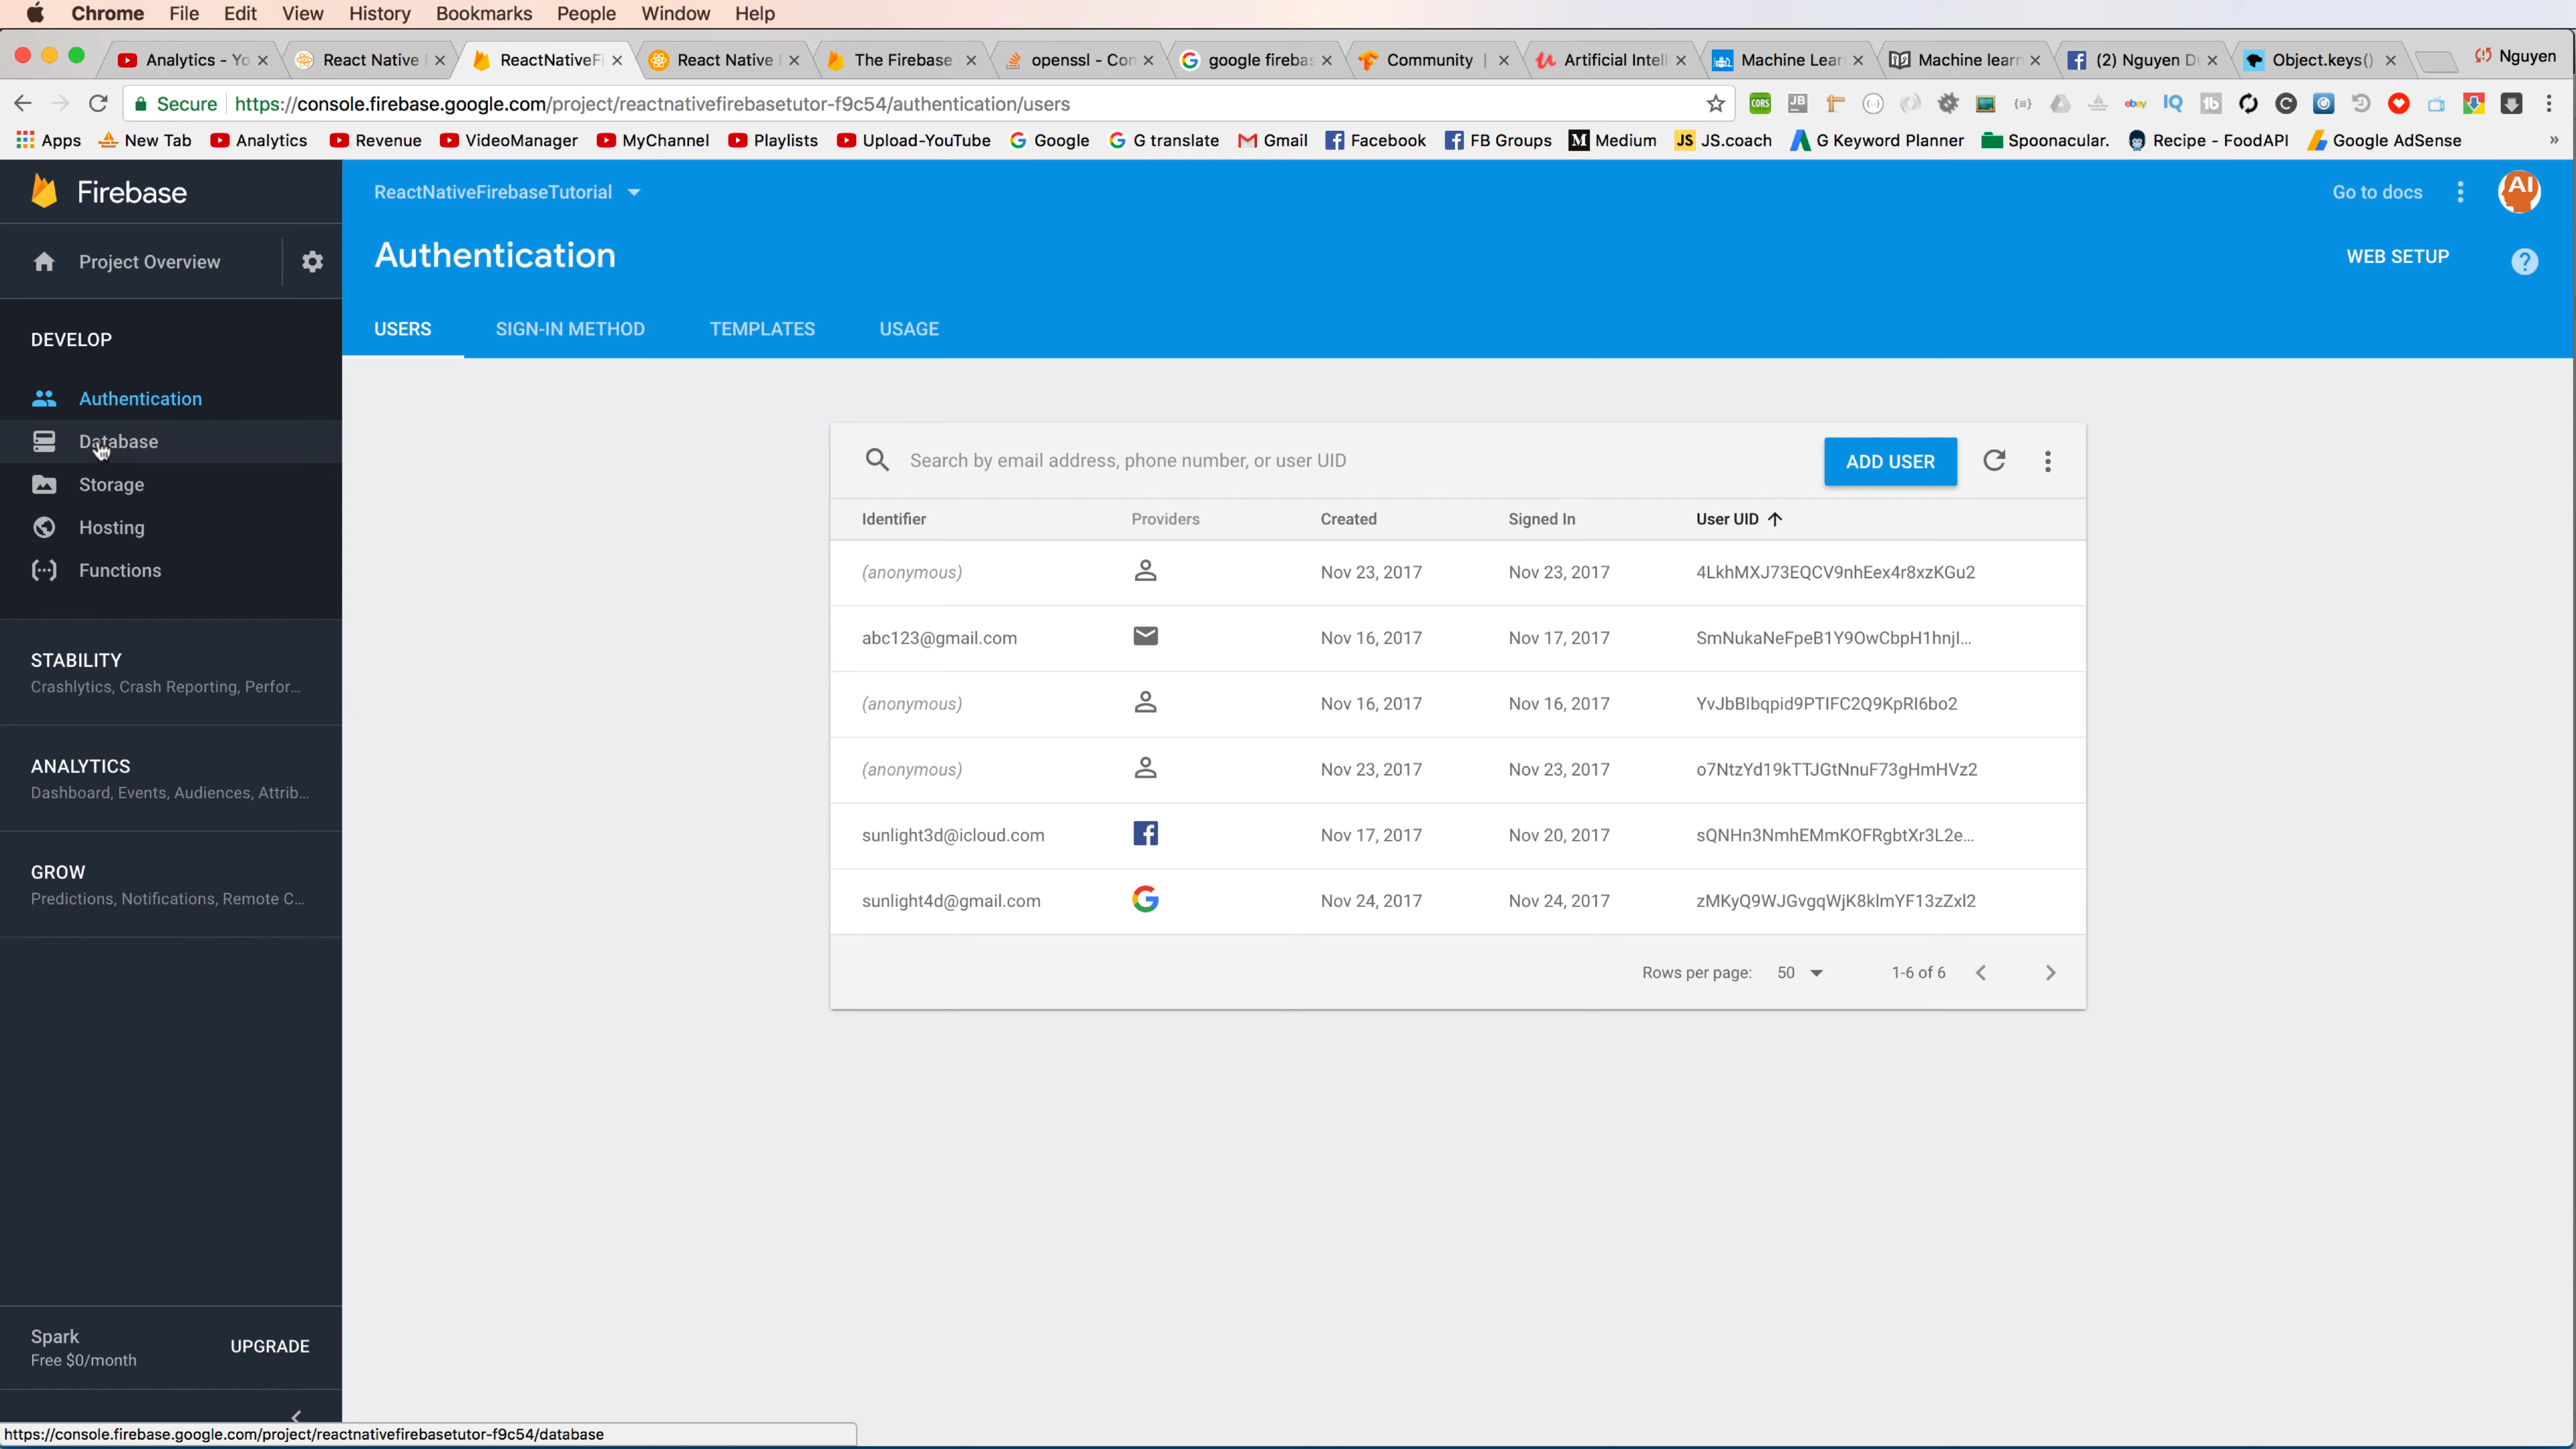 Chrome File Edit View History Bookmarks People Window Help
Analytics - Yo React Native ReactNativeFi React Native The Firebase openssl - Con google firebas Community | Artificial Intell Machine Lear Machine learn (2) Nguyen D Object.keys() Nguyen
Secure https://console.firebase.google.com/project/reactnativefirebasetutor-f9c54/authentication/users
Apps New Tab Analytics Revenue VideoManager MyChannel Playlists Upload-YouTube Google G translate Gmail Facebook FB Groups Medium JS.coach G Keyword Planner Spoonacular. Recipe - FoodAPI Google AdSense »
Firebase
Project Overview
DEVELOP
Authentication
Database
Storage
Hosting
Functions
STABILITY
Crashlytics, Crash Reporting, Perfor...
ANALYTICS
Dashboard, Events, Audiences, Attrib...
GROW
Predictions, Notifications, Remote C...
Spark
Free $0/month
UPGRADE
ReactNativeFirebaseTutorial
Go to docs
AI
Authentication
WEB SETUP
?
USERS SIGN-IN METHOD TEMPLATES USAGE
Search by email address, phone number, or user UID
ADD USER
Identifier Providers Created Signed In User UID
(anonymous) Nov 23, 2017 Nov 23, 2017 4LkhMXJ73EQCV9nhEex4r8xzKGu2
abc123@gmail.com Nov 16, 2017 Nov 17, 2017 SmNukaNeFpeB1Y9OwCbpH1hnjI...
(anonymous) Nov 16, 2017 Nov 16, 2017 YvJbBIbqpid9PTIFC2Q9KpRI6bo2
(anonymous) Nov 23, 2017 Nov 23, 2017 o7NtzYd19kTTJGtNnuF73gHmHVz2
sunlight3d@icloud.com Nov 17, 2017 Nov 20, 2017 sQNHn3NmhEMmKOFRgbtXr3L2e...
sunlight4d@gmail.com Nov 24, 2017 Nov 24, 2017 zMKyQ9WJGvgqWjK8klmYF13zZxl2
Rows per page: 50 1-6 of 6
https://console.firebase.google.com/project/reactnativefirebasetutor-f9c54/database